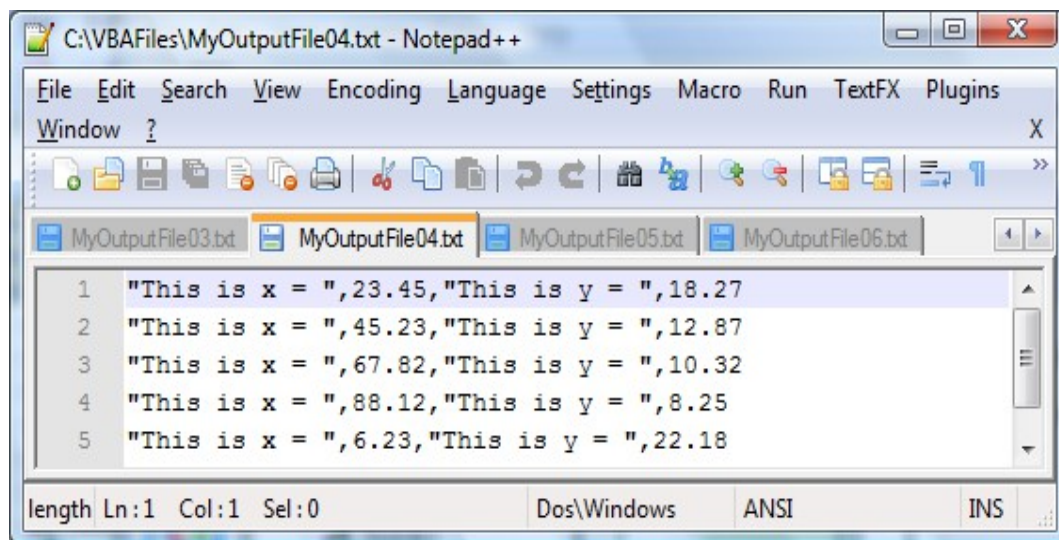 C:\VBAFiles\MyOutputFile04.txt - Notepad++
File Edit Search View Encoding Language Settings Macro Run TextFX Plugins
Window ? X
MyOutputFile03.txt MyOutputFile04.txt MyOutputFile05.txt MyOutputFile06.txt
1 "This is x = ",23.45,"This is y = ",18.27
2 "This is x = ",45.23,"This is y = ",12.87
3 "This is x = ",67.82,"This is y = ",10.32
4 "This is x = ",88.12,"This is y = ",8.25
5 "This is x = ",6.23,"This is y = ",22.18
length Ln:1 Col:1 Sel:0 Dos\Windows ANSI INS